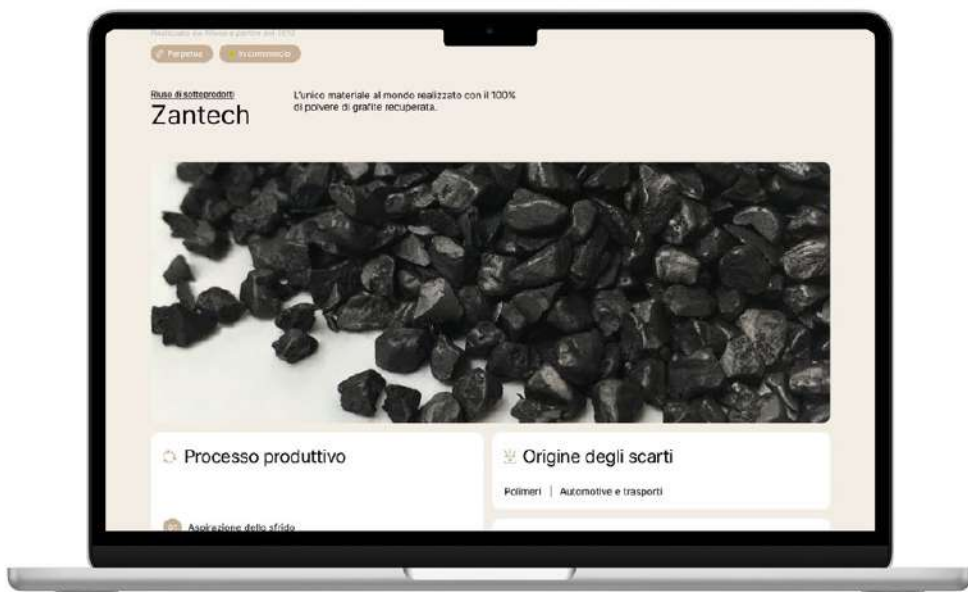 Perpetua
Riuso di sottoprodotti
Zantech
L'unico materiale al mondo realizzato con il 100%
di polvere di grafite recuperata.
Processo produttivo
Origine degli scarti
Polimeri | Automotive e trasporti
Aspirazione dello sfrido